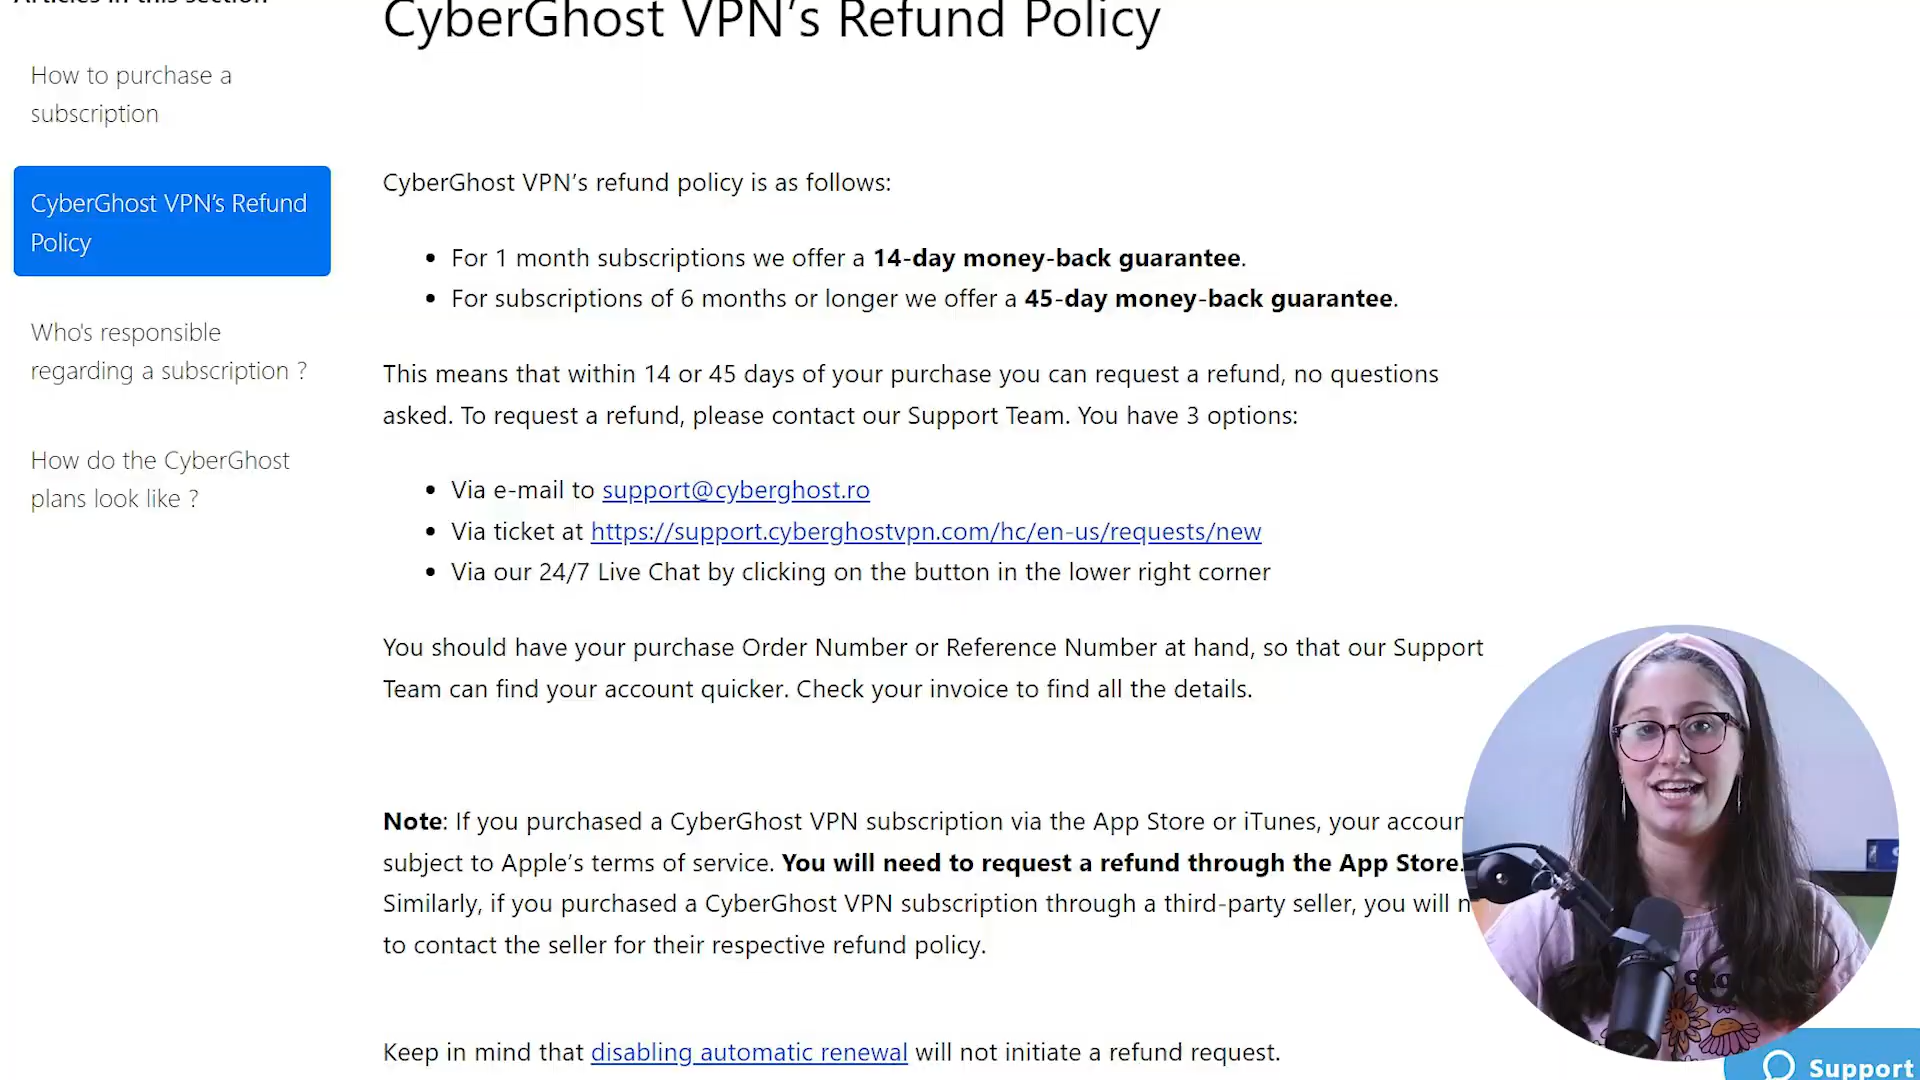 Articles in this section
How to purchase a
subscription
CyberGhost VPN's Refund
Policy
Who's responsible
regarding a subscription ?
How do the CyberGhost
plans look like ?
CyberGhost VPN's Refund Policy
CyberGhost VPN's refund policy is as follows:
• For 1 month subscriptions we offer a 14-day money-back guarantee.
• For subscriptions of 6 months or longer we offer a 45-day money-back guarantee.
This means that within 14 or 45 days of your purchase you can request a refund, no questions
asked. To request a refund, please contact our Support Team. You have 3 options:
• Via e-mail to support@cyberghost.ro
• Via ticket at https://support.cyberghostvpn.com/hc/en-us/requests/new
• Via our 24/7 Live Chat by clicking on the button in the lower right corner
You should have your purchase Order Number or Reference Number at hand, so that our Support
Team can find your account quicker. Check your invoice to find all the details.
Note: If you purchased a CyberGhost VPN subscription via the App Store or iTunes, your accoun
subject to Apple's terms of service. You will need to request a refund through the App Store.
Similarly, if you purchased a CyberGhost VPN subscription through a third-party seller, you will n
to contact the seller for their respective refund policy.
Keep in mind that disabling automatic renewal will not initiate a refund request.
Support